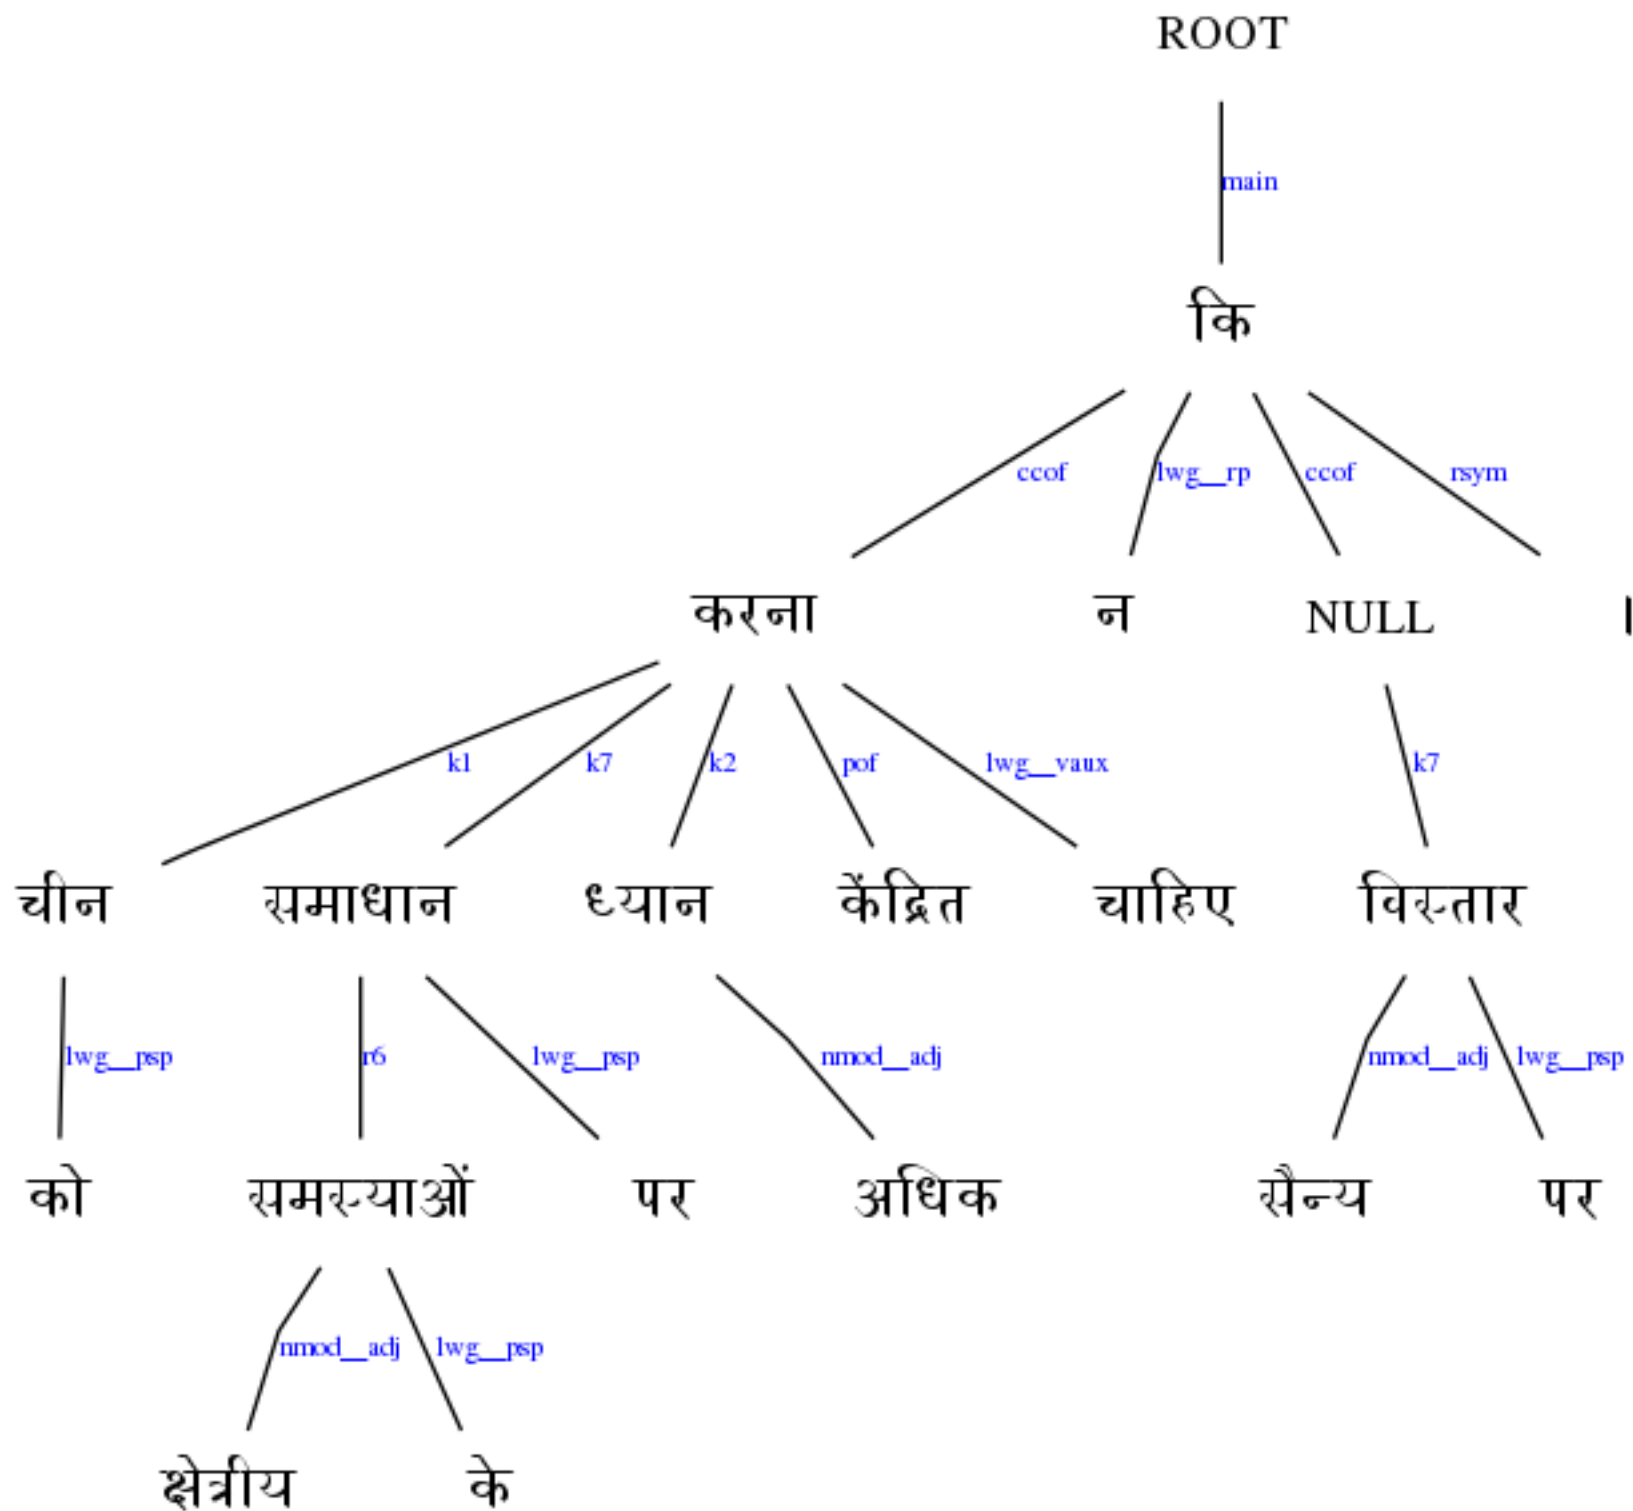 ROOT
main
कि
ccof lwg__rp ccof rsym
करना न NULL ।
k1 k7 k2 pof lwg__vaux k7
चीन समाधान ध्यान केंद्रित चाहिए विस्तार
lwg__psp r6 lwg__psp nmod__adj nmod__adj lwg__psp
को समस्याओं पर अधिक सैन्य पर
nmod__adj lwg__psp
क्षेत्रीय के